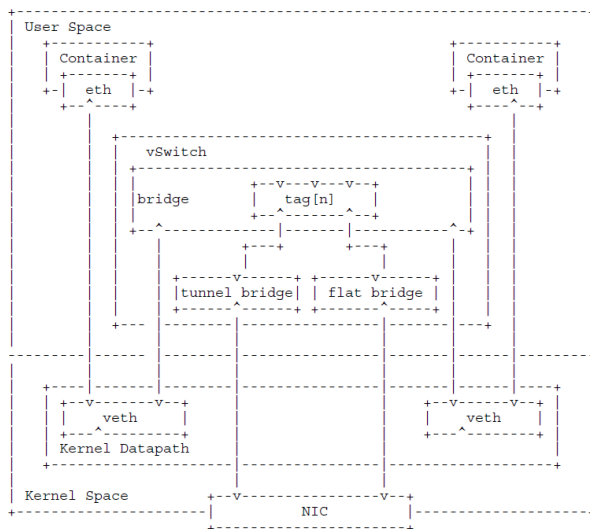 User Space
Container Container
eth eth
vSwitch
bridge tag[n]
tunnel bridge flat bridge
veth veth
Kernel Datapath
Kernel Space
NIC